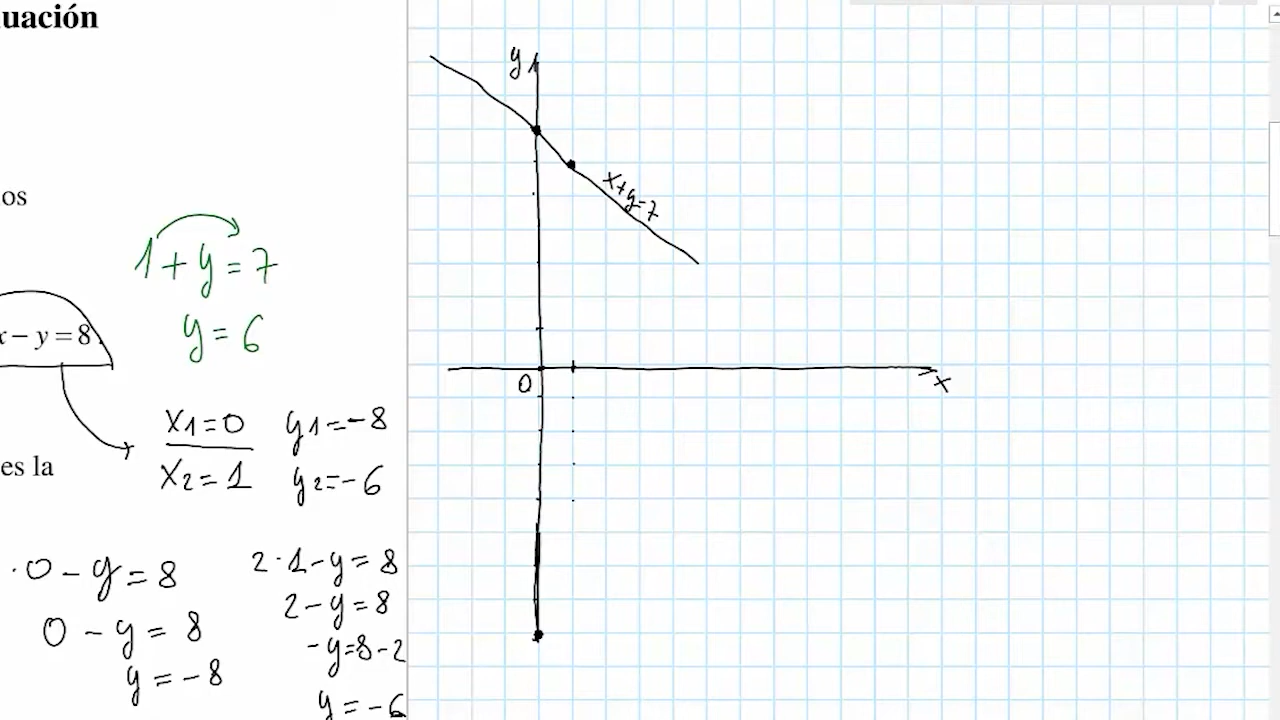 uación
os
1+y=7
y=6
x-y=8
x1=0 y1=-8
x2=1 y2=-6
es la
·0-y=8
0-y=8
y=-8
2·1-y=8
2-y=8
-y=8-2
y=-6
y
x+y=7
0
x